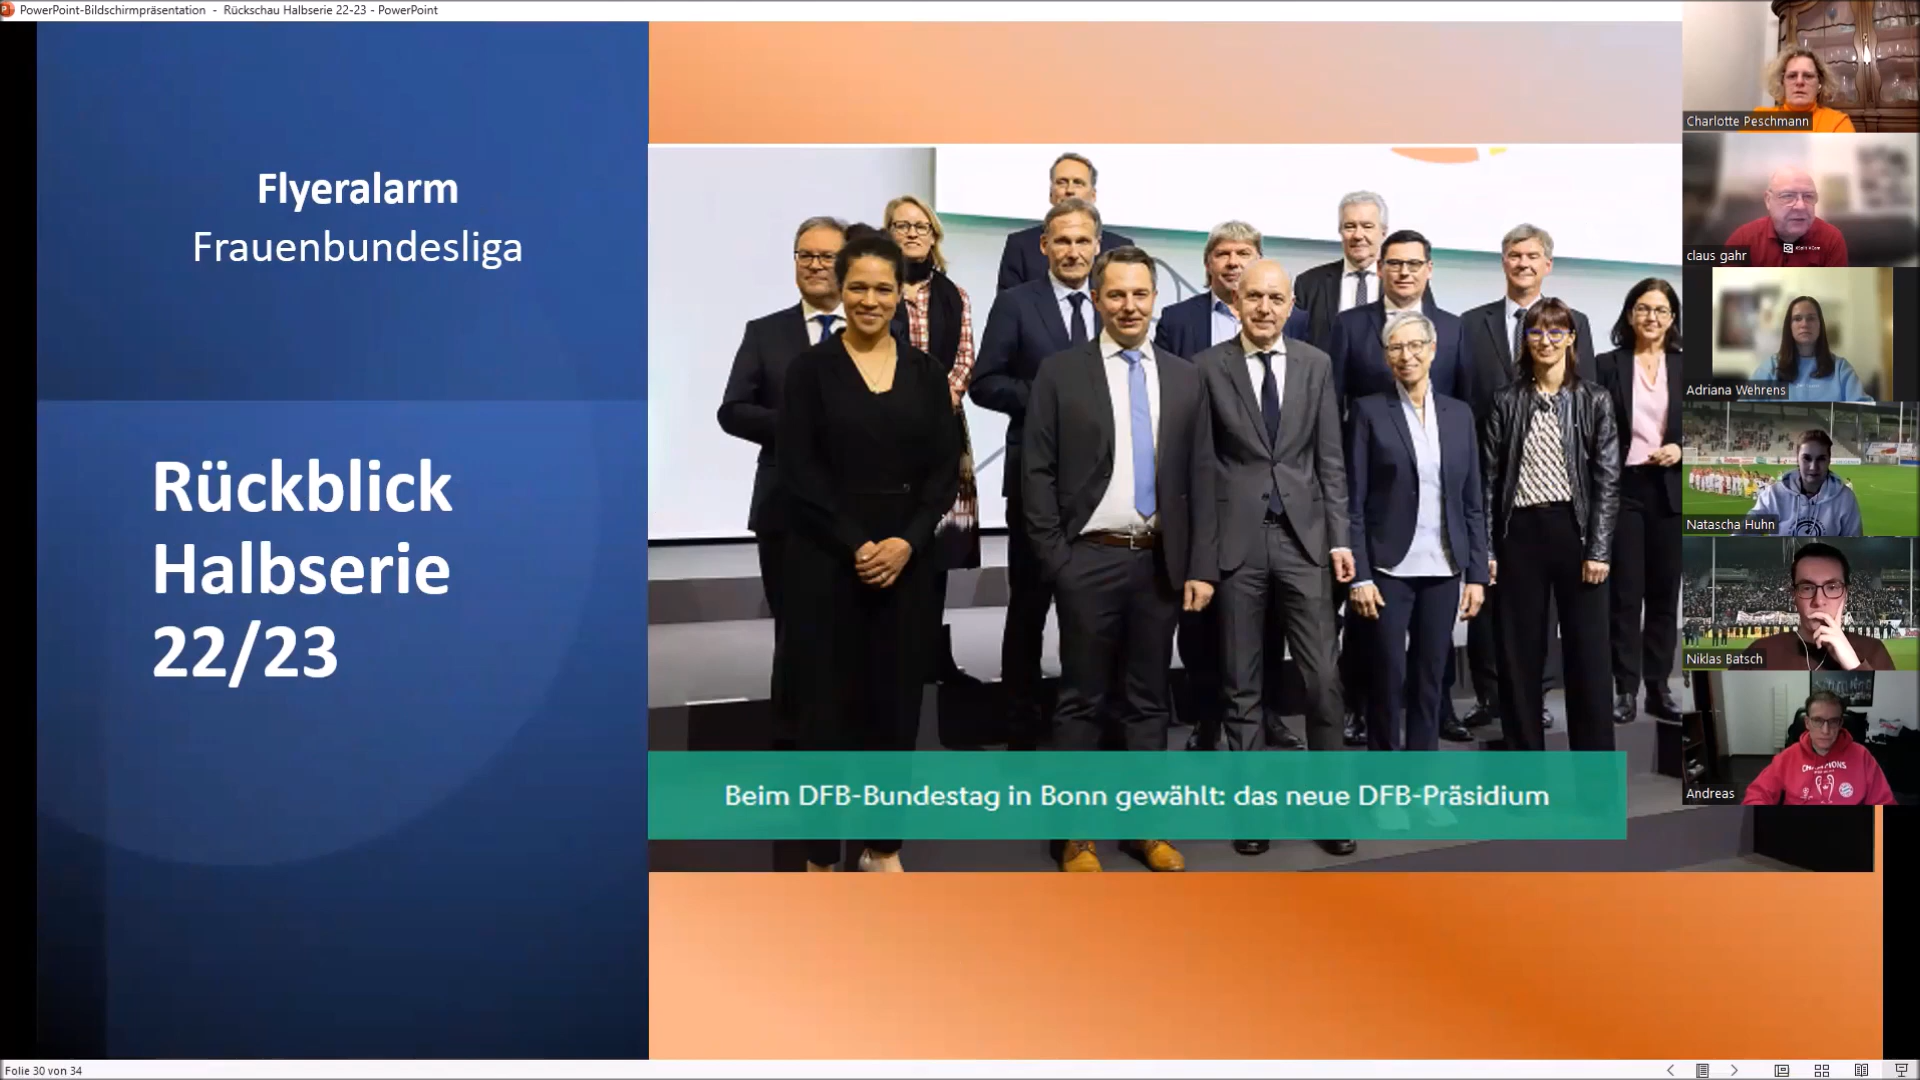 PowerPoint-Bildschirmpräsentation - Rückschau Halbserie 22-23 - PowerPoint
Flyeralarm
Frauenbundesliga
Rückblick
Halbserie
22/23
Beim DFB-Bundestag in Bonn gewählt: das neue DFB-Präsidium
Charlotte Peschmann
claus gahr
Adriana Wehrens
Natascha Huhn
Niklas Batsch
CHAMPIONS
Andreas
Folie 30 von 34